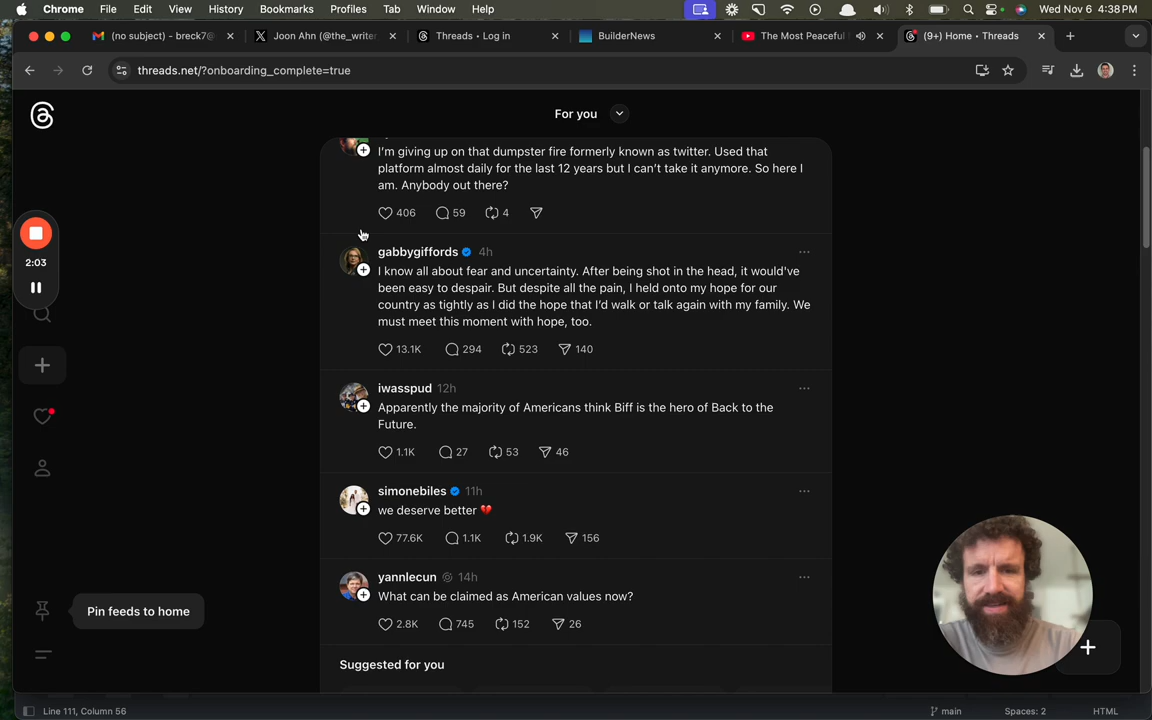 Chrome File Edit View History Bookmarks Profiles Tab Window Help Wed Nov 6 4:38 PM
(no subject) - breck7@ Joon Ahn (@the_writer Threads • Log in BuilderNews The Most Peaceful (9+) Home • Threads
threads.net/?onboarding_complete=true
For you
I'm giving up on that dumpster fire formerly known as twitter. Used that
platform almost daily for the last 12 years but I can't take it anymore. So here I
am. Anybody out there?
406 59 4
2:03
gabbygiffords 4h
I know all about fear and uncertainty. After being shot in the head, it would've
been easy to despair. But despite all the pain, I held onto my hope for our
country as tightly as I did the hope that I'd walk or talk again with my family. We
must meet this moment with hope, too.
13.1K 294 523 140
iwasspud 12h
Apparently the majority of Americans think Biff is the hero of Back to the
Future.
1.1K 27 53 46
simonebiles 11h
we deserve better 💔
77.6K 1.1K 1.9K 156
yannlecun 14h
What can be claimed as American values now?
2.8K 745 152 26
Pin feeds to home
Suggested for you
Line 111, Column 56 main Spaces: 2 HTML